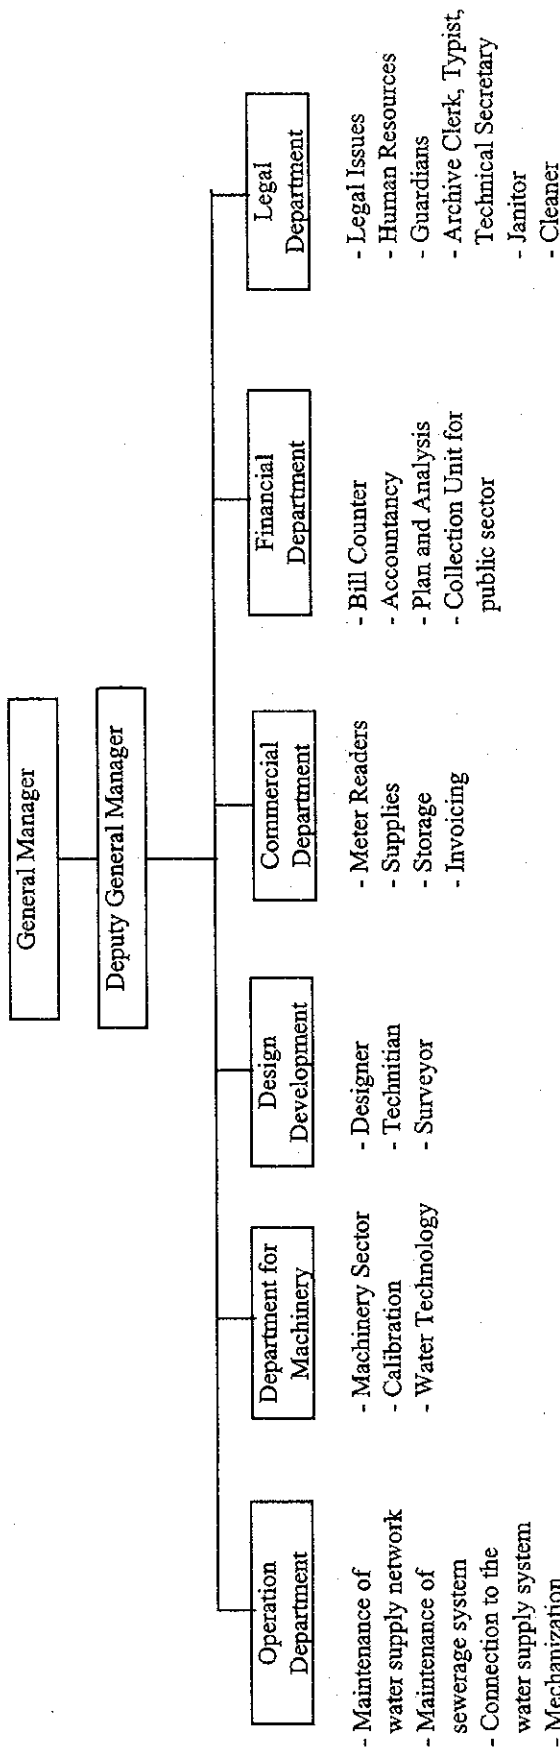 General Manager
Deputy General Manager
Operation
Department
- Maintenance of
water supply network
- Maintenance of
sewerage system
- Connection to the
water supply system
- Mechanization
Department for
Machinery
- Machinery Sector
- Calibration
- Water Technology
Design
Development
- Designer
- Technitian
- Surveyor
Commercial
Department
- Meter Readers
- Supplies
- Storage
- Invoicing
Financial
Department
- Bill Counter
- Accountancy
- Plan and Analysis
- Collection Unit for
public sector
Legal
Department
- Legal Issues
- Human Resources
- Guardians
- Archive Clerk, Typist,
Technical Secretary
- Janitor
- Cleaner